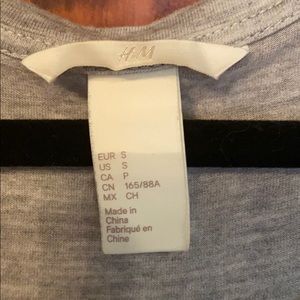 H&M
EUR S
US S
CA P
CN 165/88A
MX CH
Made in
China
Fabriqué en
Chine